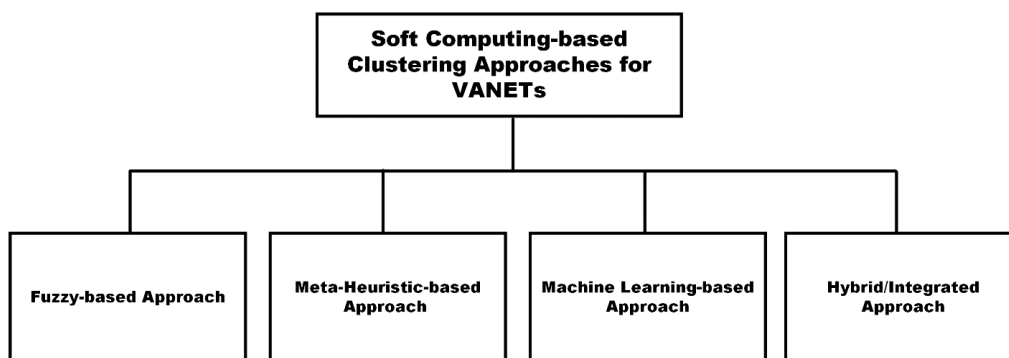 Soft Computing-based
Clustering Approaches for
VANETs
Fuzzy-based Approach
Meta-Heuristic-based
Approach
Machine Learning-based
Approach
Hybrid/Integrated
Approach